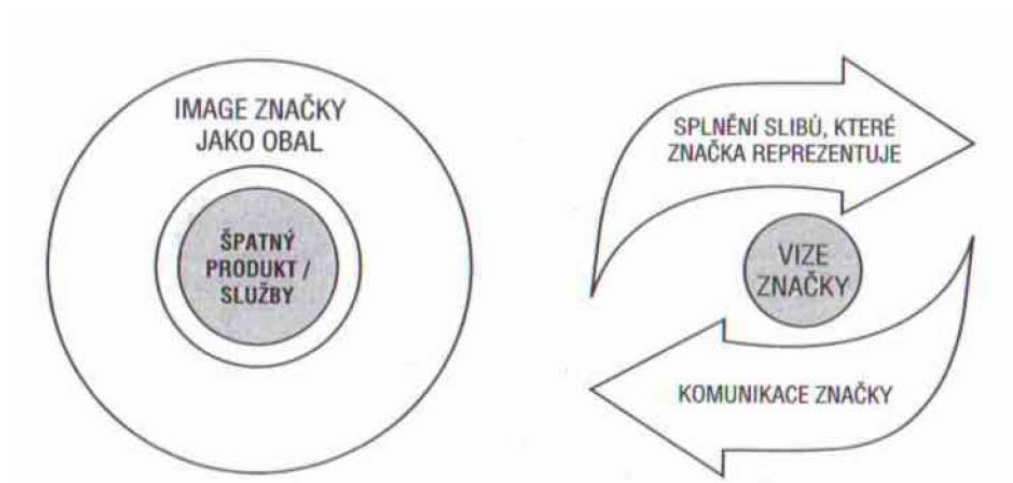 IMAGE ZNAČKY
JAKO OBAL
ŠPATNÝ
PRODUKT /
SLUŽBY
SPLNĚNÍ SLIBŮ, KTERÉ
ZNAČKA REPREZENTUJE
VIZE
ZNAČKY
KOMUNIKACE ZNAČKY